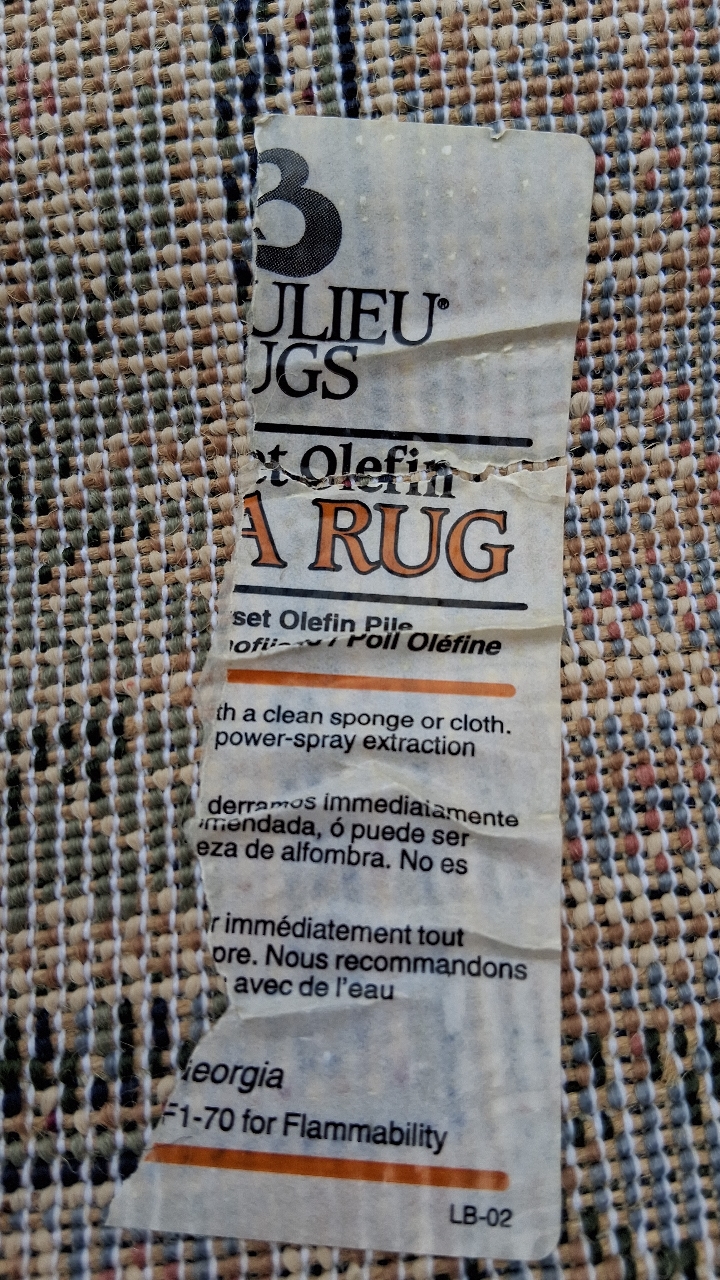 B
ULIEU®
UGS
et Olefin
A RUG
set Olefin Pile
/ Poil Oléfine
th a clean sponge or cloth.
power-spray extraction
derramos immediatamente
mendada, ó puede ser
eza de alfombra. No es
r immédiatement tout
pre. Nous recommandons
avec de l'eau
Georgia
F1-70 for Flammability
LB-02